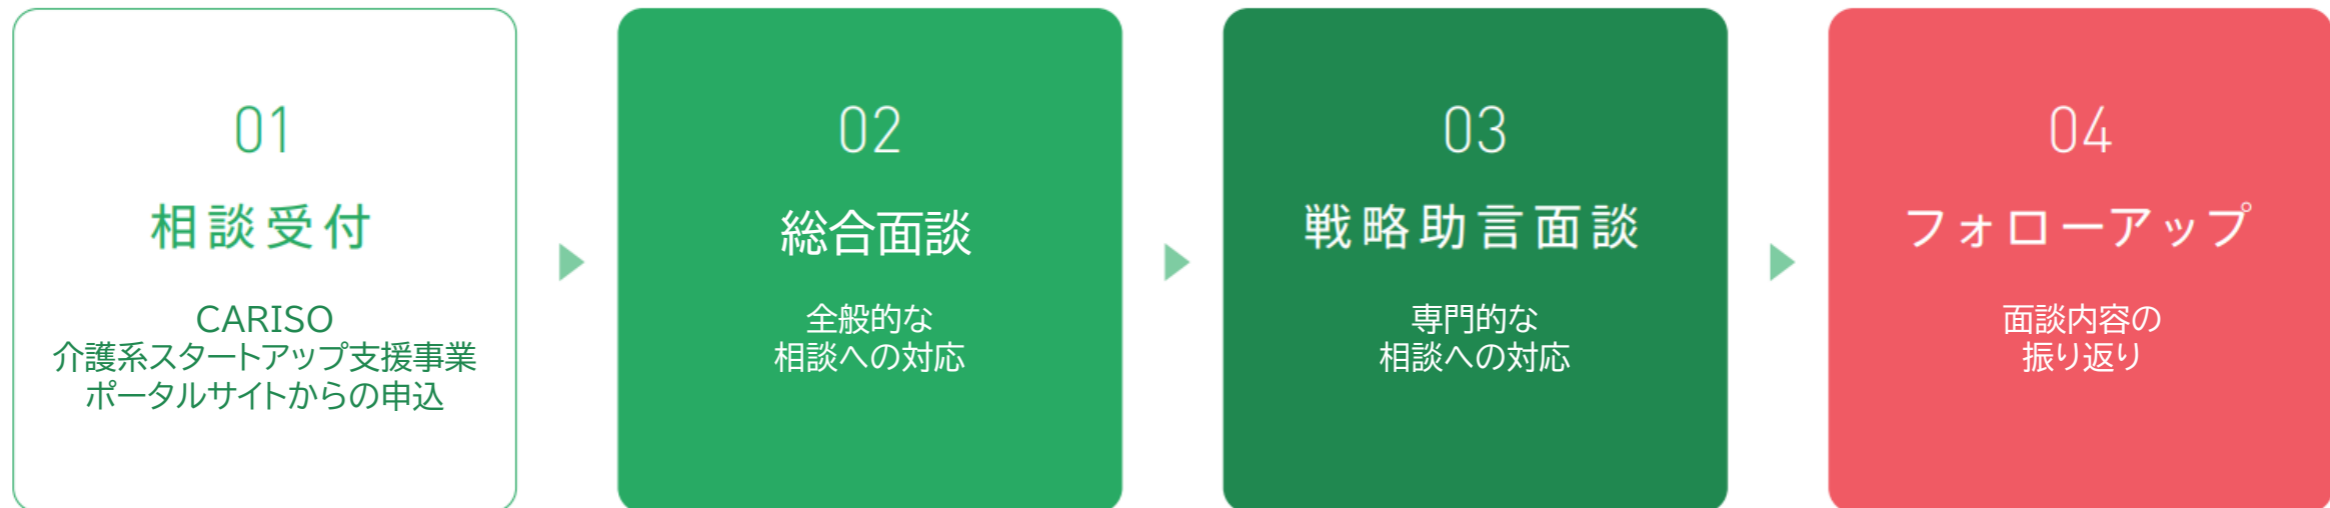 01
相談受付
CARISO
介護系スタートアップ支援事業
ポータルサイトからの申込
02
総合面談
全般的な
相談への対応
03
戦略助言面談
専門的な
相談への対応
04
フォローアップ
面談内容の
振り返り